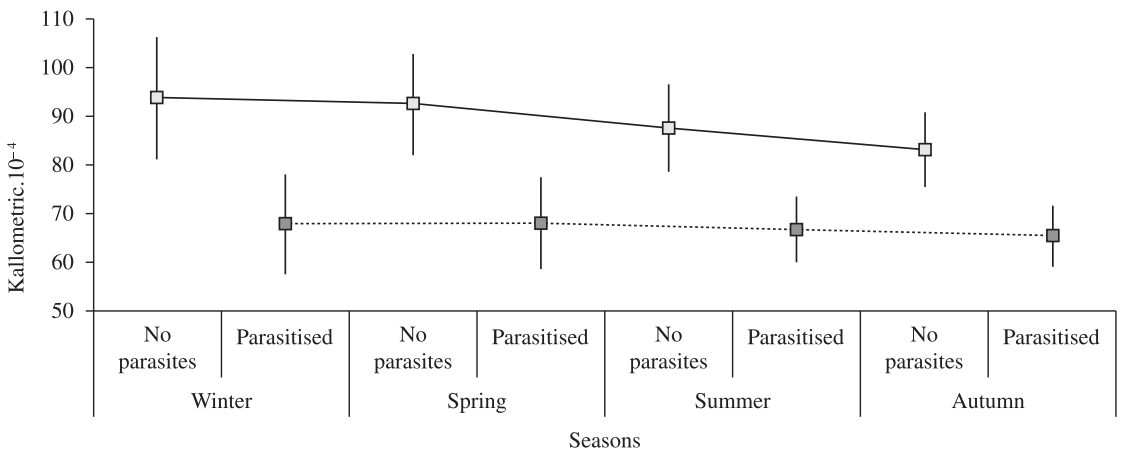 110
100
90
80
70
60
50
Kallometric.10⁻⁴
No parasites
Parasitised
No parasites
Parasitised
No parasites
Parasitised
No parasites
Parasitised
Winter
Spring
Summer
Autumn
Seasons